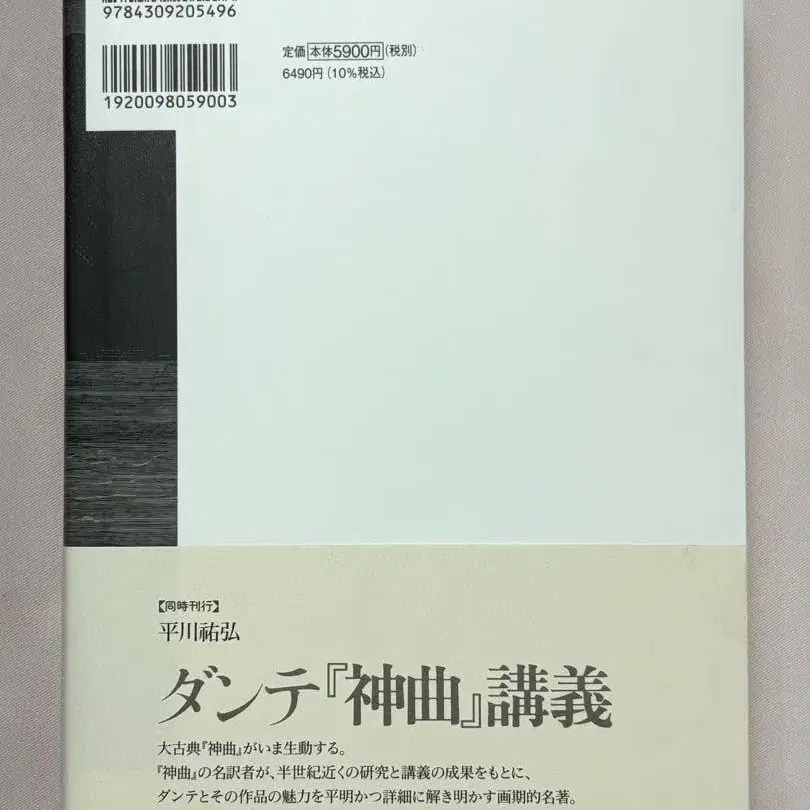 9784309205496
定価 本体5900円(税別)
6490円(10%税込)
1920098059003
【同時刊行】
平川祐弘
ダンテ『神曲』講義
大古典『神曲』がいま生動する。
『神曲』の名訳者が、半世紀近くの研究と講義の成果をもとに、
ダンテとその作品の魅力を平明かつ詳細に解き明かす画期的名著。